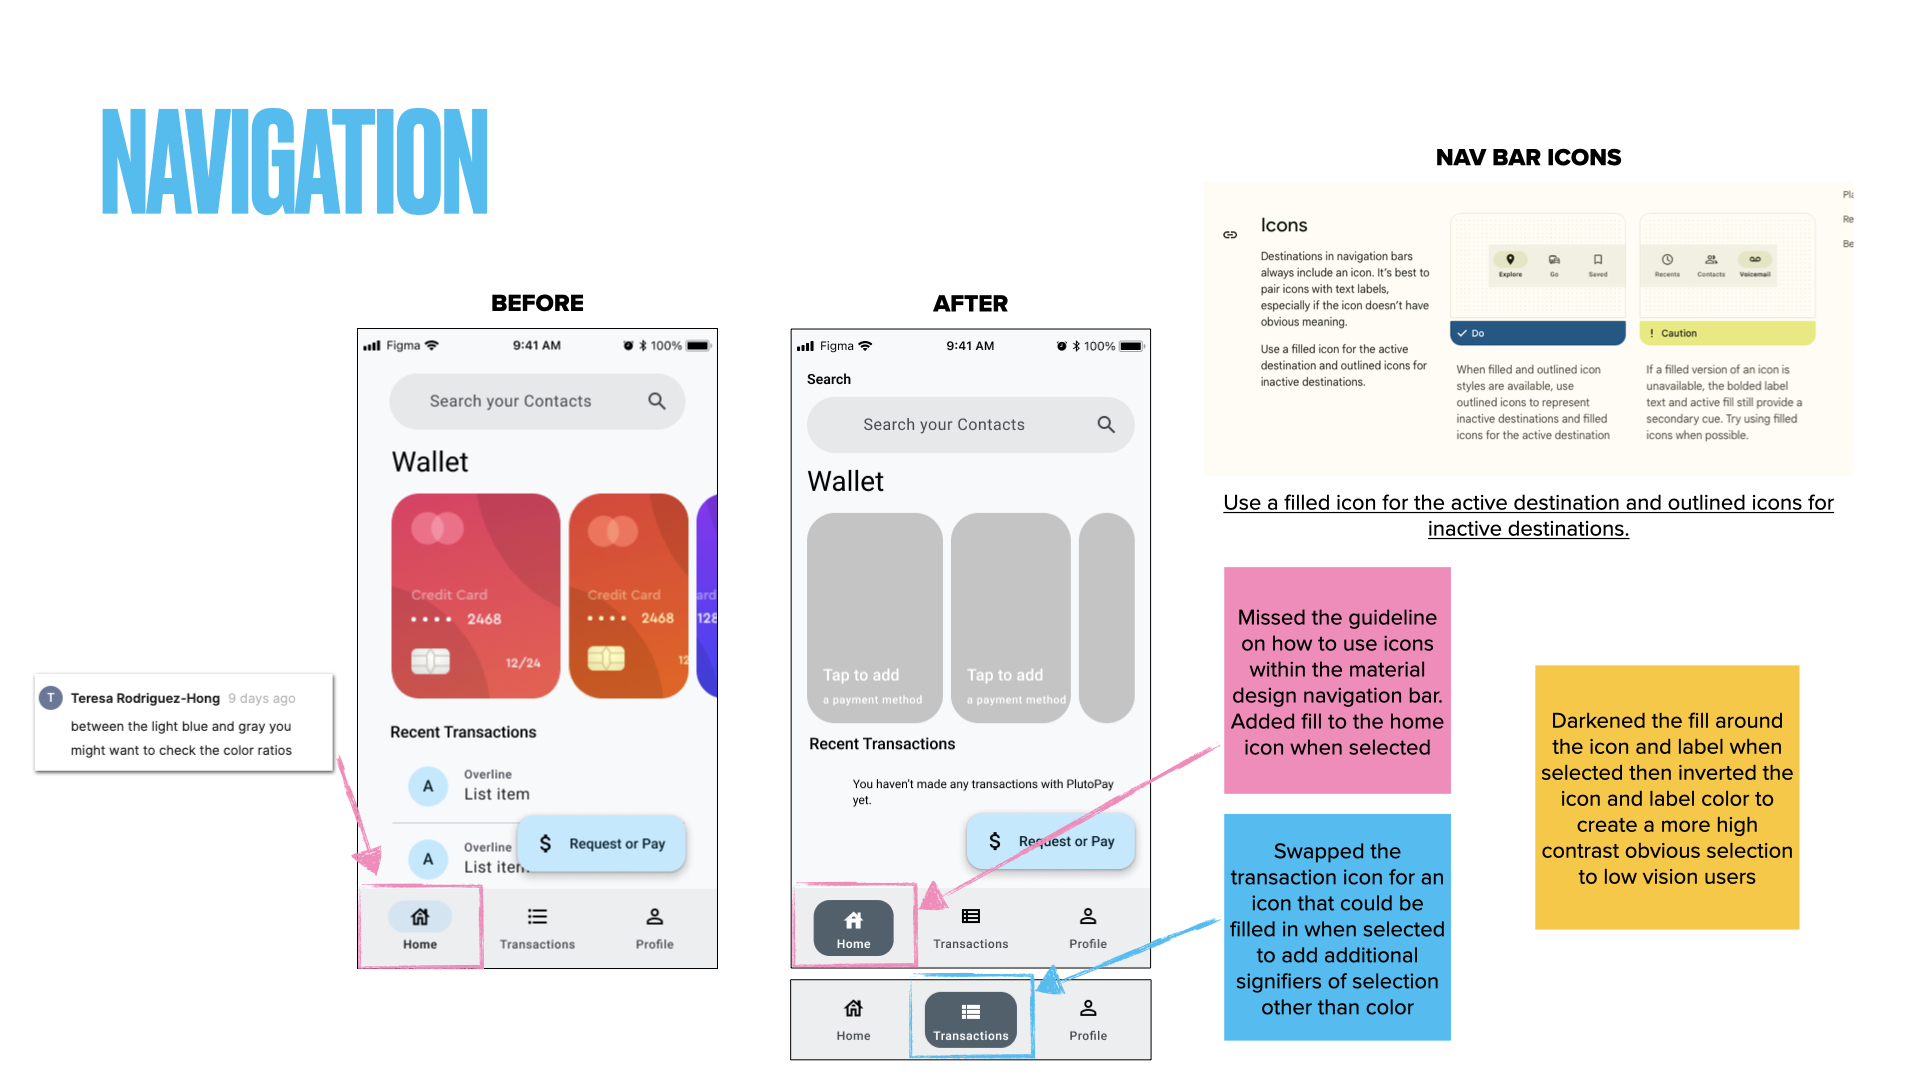 NAVIGATION
NAV BAR ICONS
Icons
Destinations in navigation bars
always include an icon. It's best to
pair icons with text labels,
especially if the icon doesn't have
obvious meaning.
Use a filled icon for the active
destination and outlined icons for
inactive destinations.
Explore Go Saved
Do
When filled and outlined icon
styles are available, use
outlined icons to represent
inactive destinations and filled
icons for the active destination
Recents Contacts Voicemail
! Caution
If a filled version of an icon is
unavailable, the bolded label
text and active fill still provide a
secondary cue. Try using filled
icons when possible.
Pla
Re
Be
Use a filled icon for the active destination and outlined icons for
inactive destinations.
BEFORE
Figma 9:41 AM 100%
Search your Contacts
Wallet
Credit Card
•••• 2468
12/24
Credit Card
•••• 2468
12
ard
128
Recent Transactions
A
Overline
List item
A
Overline
List item
$ Request or Pay
Home Transactions Profile
T Teresa Rodriguez-Hong 9 days ago
between the light blue and gray you
might want to check the color ratios
AFTER
Figma 9:41 AM 100%
Search
Search your Contacts
Wallet
Tap to add
a payment method
Tap to add
a payment method
Recent Transactions
You haven't made any transactions with PlutoPay
yet.
$ Request or Pay
Home Transactions Profile
Home Transactions Profile
Missed the guideline
on how to use icons
within the material
design navigation bar.
Added fill to the home
icon when selected
Swapped the
transaction icon for an
icon that could be
filled in when selected
to add additional
signifiers of selection
other than color
Darkened the fill around
the icon and label when
selected then inverted the
icon and label color to
create a more high
contrast obvious selection
to low vision users